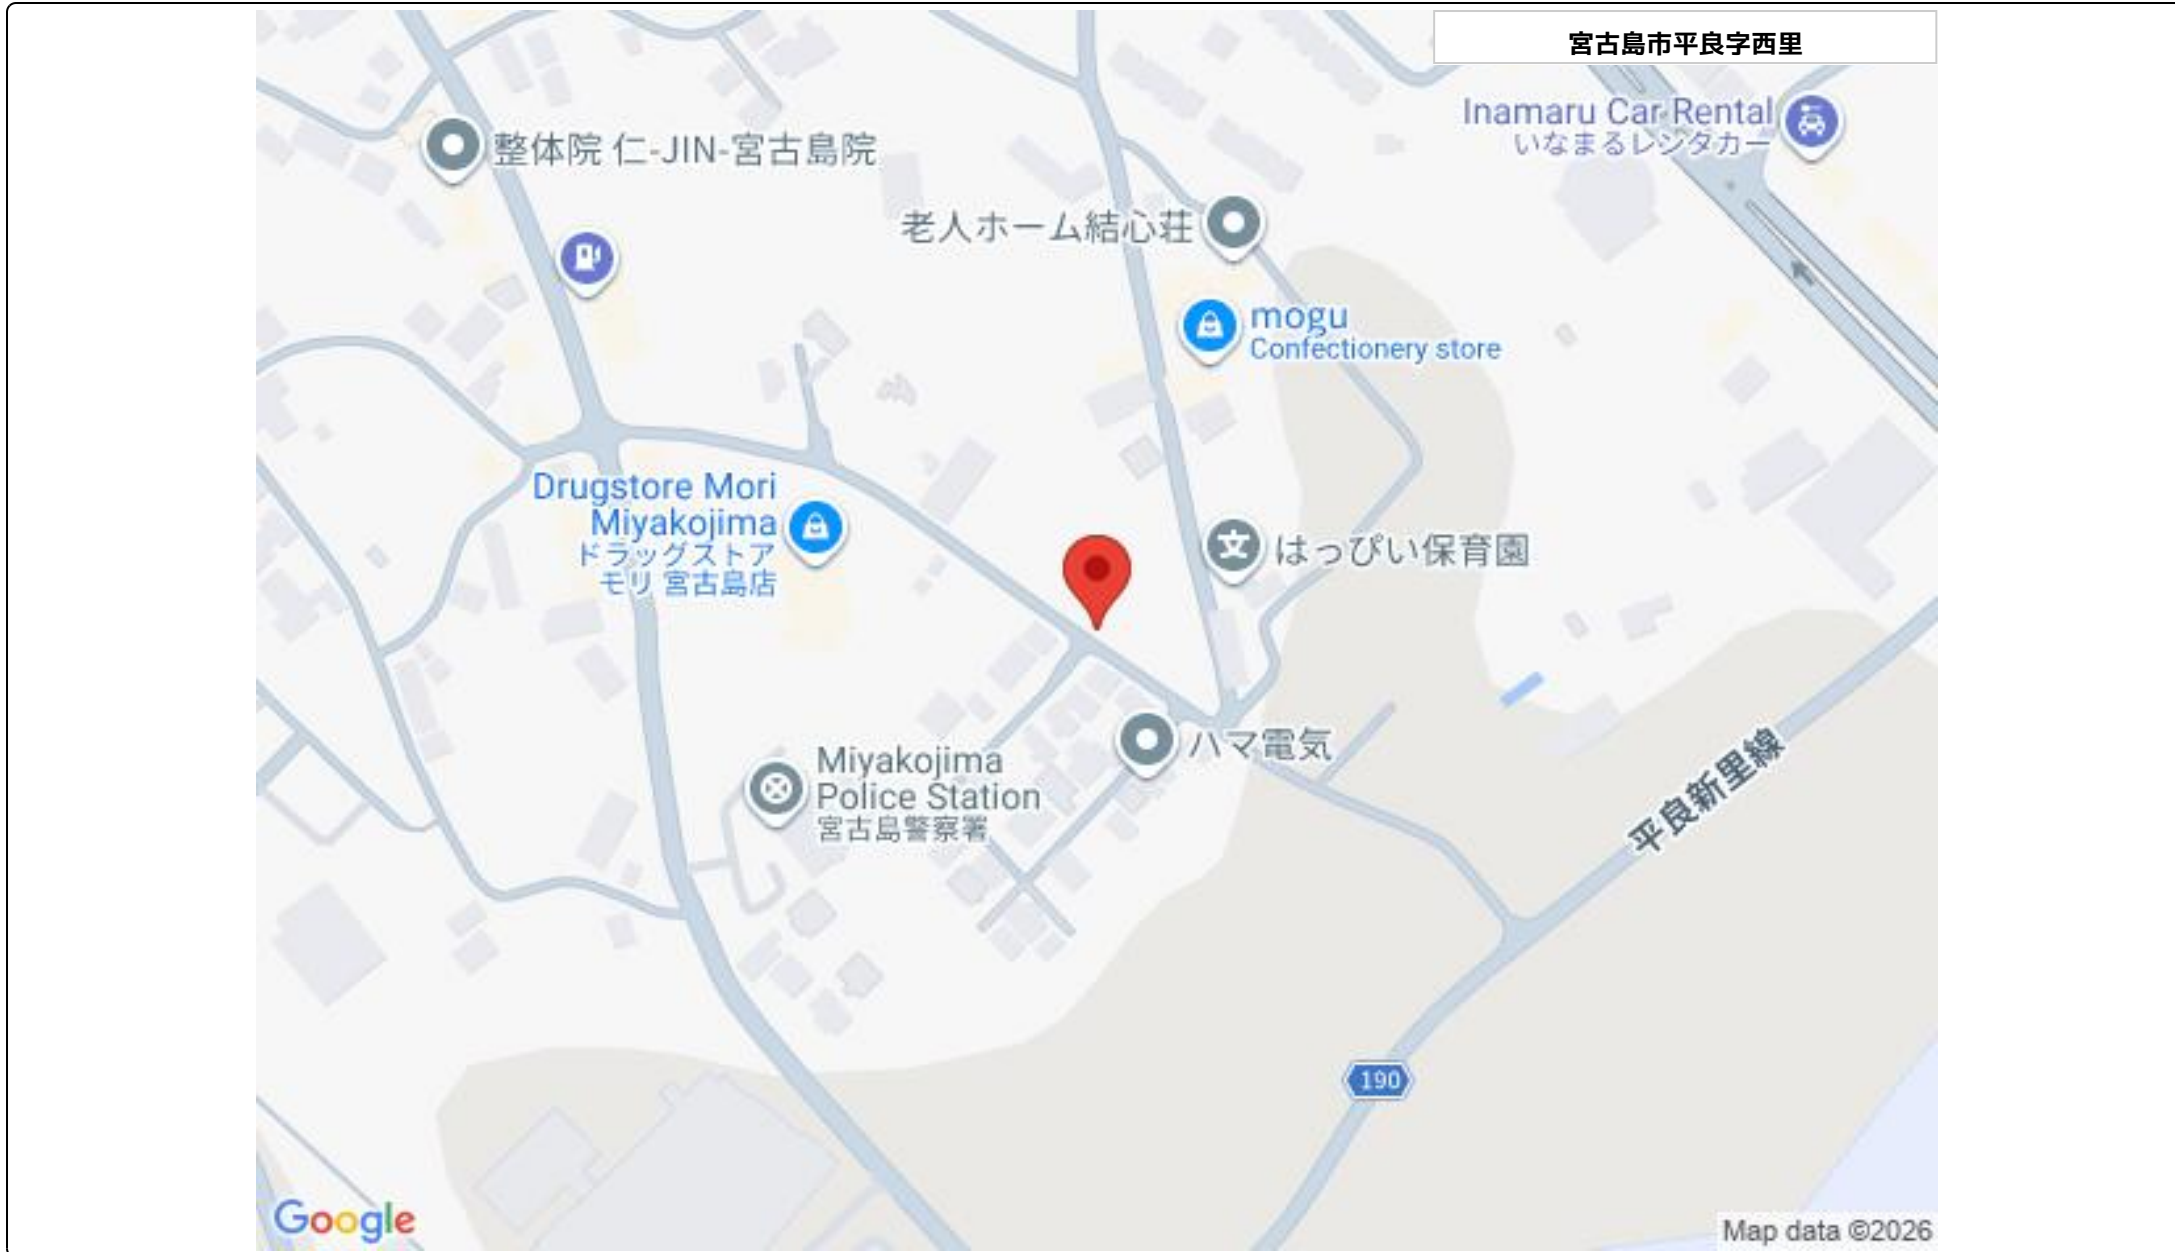 宮古島市平良字西里
Inamaru Car Rental
いなまるレンタカー
整体院 仁-JIN-宮古島院
老人ホーム結心荘
mogu
Confectionery store
Drugstore Mori
Miyakojima
ドラッグストア
モリ 宮古島店
はっぴい保育園
ハマ電気
Miyakojima
Police Station
宮古島警察署
平良新里線
190
Google
Map data ©2026